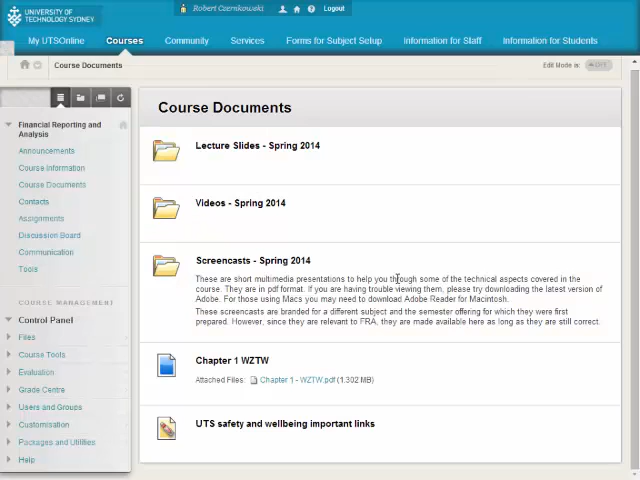 UNIVERSITY OF
TECHNOLOGY SYDNEY
Robert Czernkowski
Logout
My UTSOnline
Courses
Community
Services
Forms for Subject Setup
Information for Staff
Information for Students
Course Documents
Edit Mode is:
OFF
Financial Reporting and
Analysis
Announcements
Course Information
Course Documents
Contacts
Assignments
Discussion Board
Communication
Tools
COURSE MANAGEMENT
Control Panel
Files
Course Tools
Evaluation
Grade Centre
Users and Groups
Customisation
Packages and Utilities
Help
Course Documents
Lecture Slides - Spring 2014
Videos - Spring 2014
Screencasts - Spring 2014
These are short multimedia presentations to help you though some of the technical aspects covered in the
course. They are in pdf format. If you are having trouble viewing them, please try downloading the latest version of
Adobe. For those using Macs you may need to download Adobe Reader for Macintosh.
These screencasts are branded for a different subject and the semester offering for which they were first
prepared. However, since they are relevant to FRA, they are made available here as long as they are still correct.
Chapter 1 WZTW
Attached Files: Chapter 1 - WZTW.pdf (1.302 MB)
UTS safety and wellbeing important links